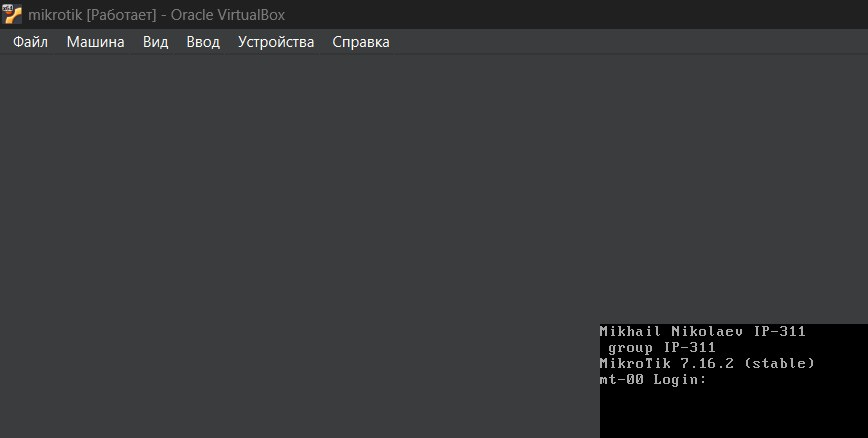 mikrotik [Работает] - Oracle VirtualBox
Файл Машина Вид Ввод Устройства Справка
Mikhail Nikolaev IP-311
group IP-311
MikroTik 7.16.2 (stable)
mt-00 Login: